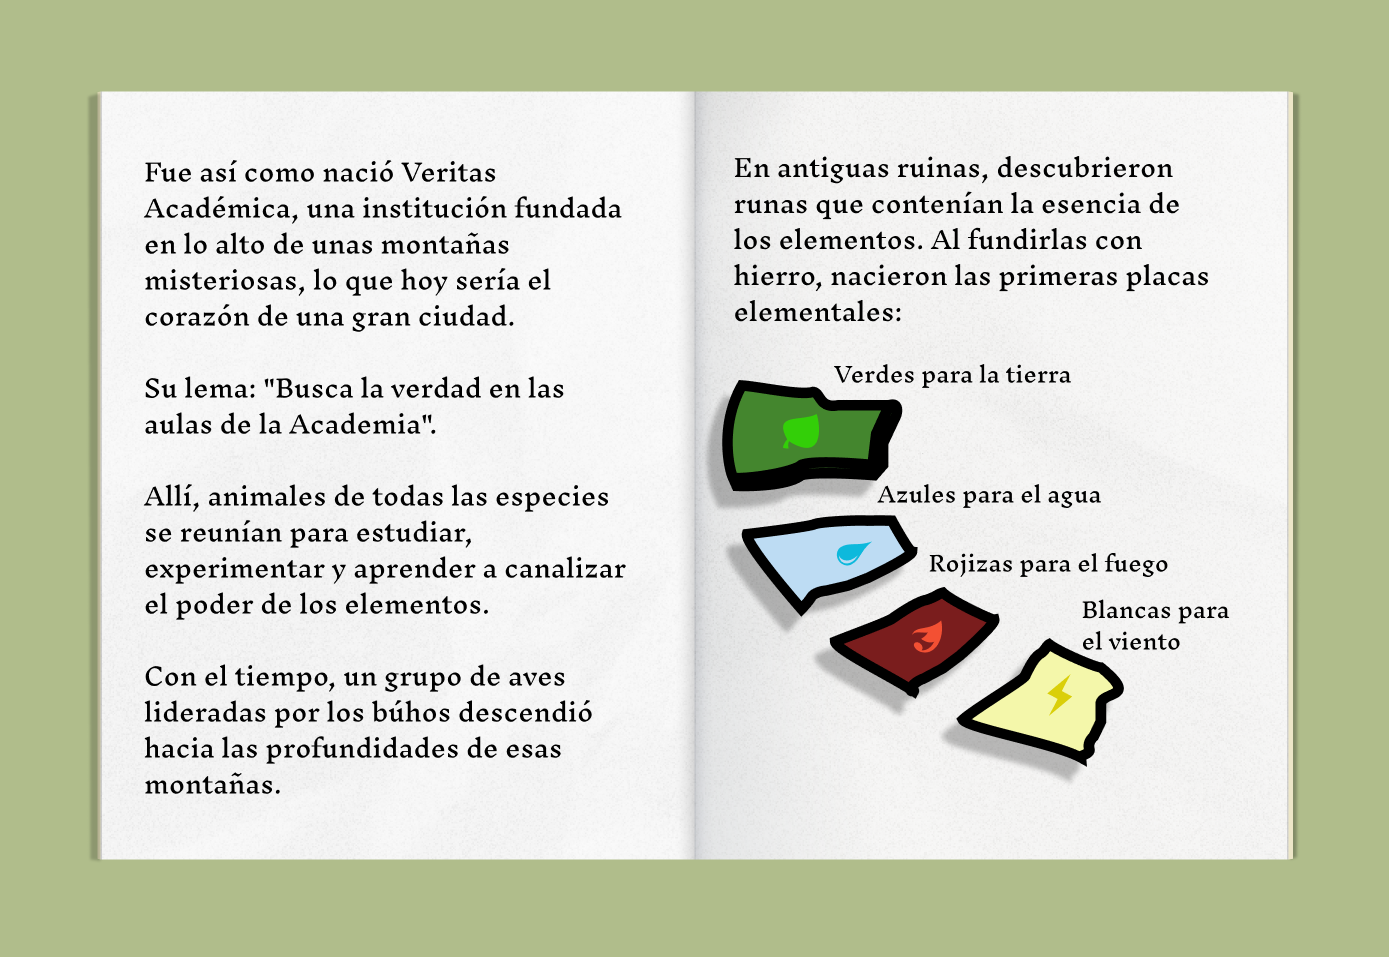 Fue así como nació Veritas
Académica, una institución fundada
en lo alto de unas montañas
misteriosas, lo que hoy sería el
corazón de una gran ciudad.
Su lema: "Busca la verdad en las
aulas de la Academia".
Allí, animales de todas las especies
se reunían para estudiar,
experimentar y aprender a canalizar
el poder de los elementos.
Con el tiempo, un grupo de aves
lideradas por los búhos descendió
hacia las profundidades de esas
montañas.
En antiguas ruinas, descubrieron
runas que contenían la esencia de
los elementos. Al fundirlas con
hierro, nacieron las primeras placas
elementales:
Verdes para la tierra
Azules para el agua
Rojizas para el fuego
Blancas para
el viento